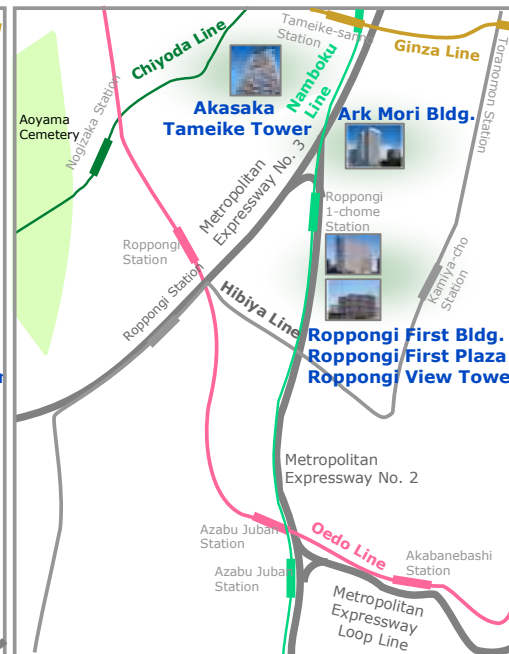 Tameike-sanno
Station
Ginza Line
Chiyoda Line
Namboku
Line
Toranomon Station
Akasaka
Tameike Tower
Ark Mori Bldg.
Aoyama
Cemetery
Nogizaka Station
Metropolitan
Expressway No. 3
Roppongi
1-chome
Station
Roppongi
Station
Kamiya-cho
Station
Roppongi Station
Hibiya Line
Roppongi First Bldg.
Roppongi First Plaza
Roppongi View Towe
Metropolitan
Expressway No. 2
Azabu Juban
Station
Oedo Line
Azabu Juba
Station
Akabanebashi
Station
Metropolitan
Expressway
Loop Line